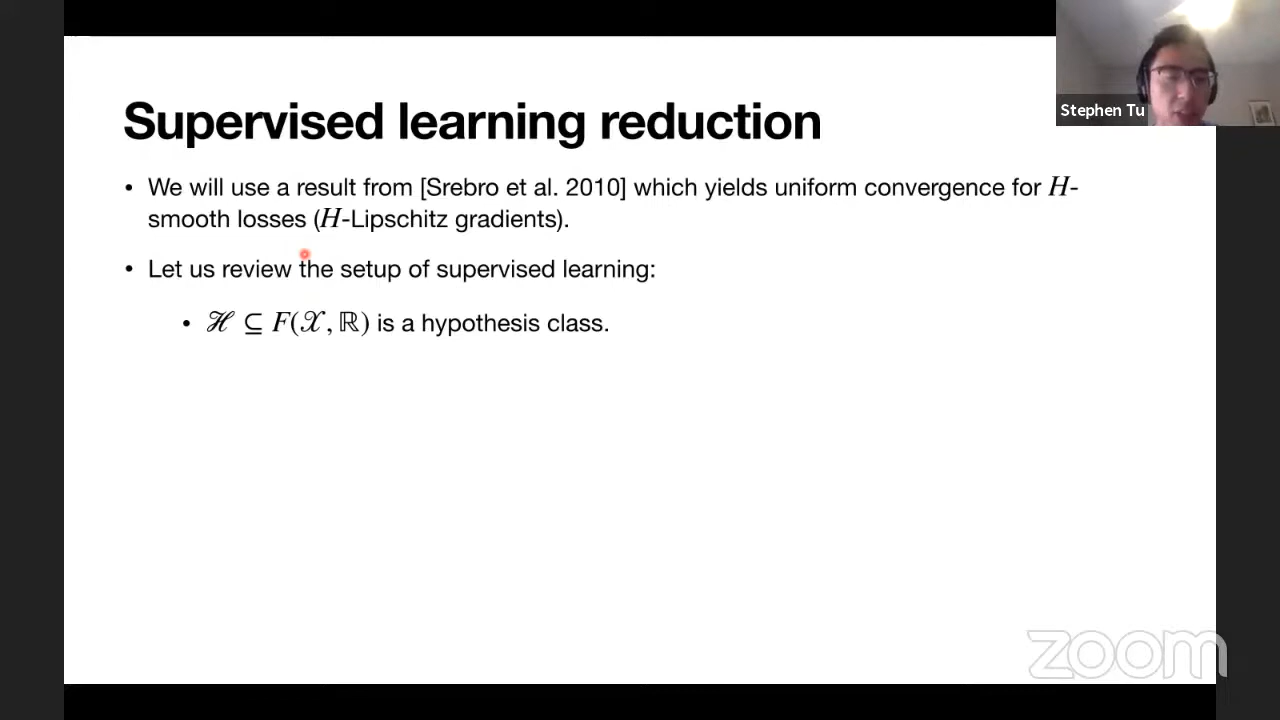 Supervised learning reduction
Stephen Tu
• We will use a result from [Srebro et al. 2010] which yields uniform convergence for H-
smooth losses (H-Lipschitz gradients).
• Let us review the setup of supervised learning:
• ℋ ⊆ F(𝒳, ℝ) is a hypothesis class.
zoom